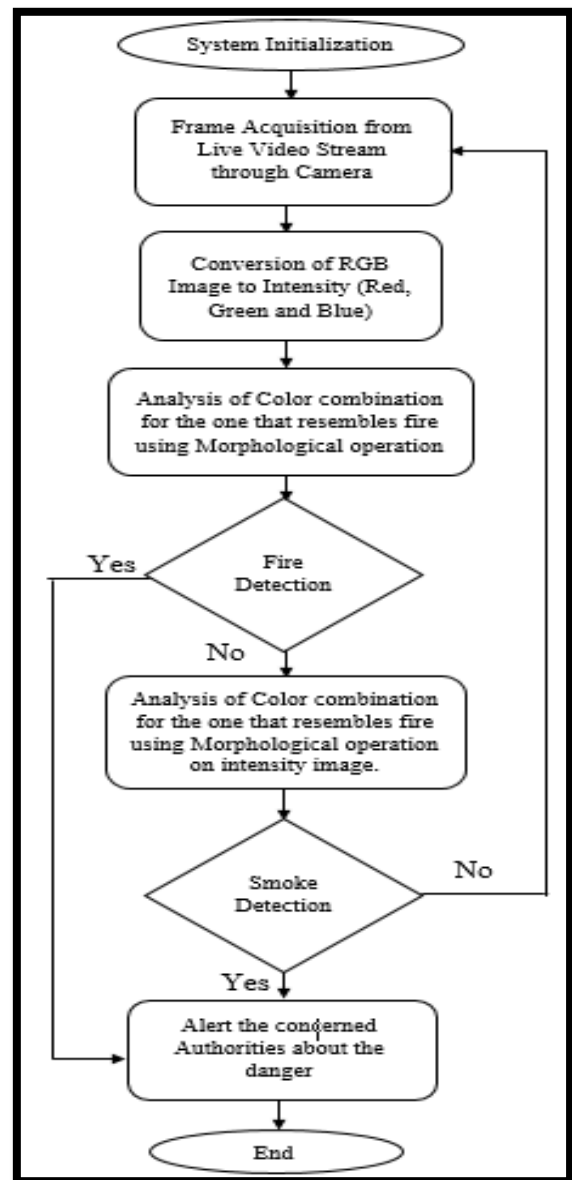 System Initialization
Frame Acquisition from
Live Video Stream
through Camera
Conversion of RGB
Image to Intensity (Red,
Green and Blue)
Analysis of Color combination
for the one that resembles fire
using Morphological operation
Yes
Fire
Detection
No
Analysis of Color combination
for the one that resembles fire
using Morphological operation
on intensity image.
No
Smoke
Detection
Yes
Alert the concerned
Authorities about the
danger
End